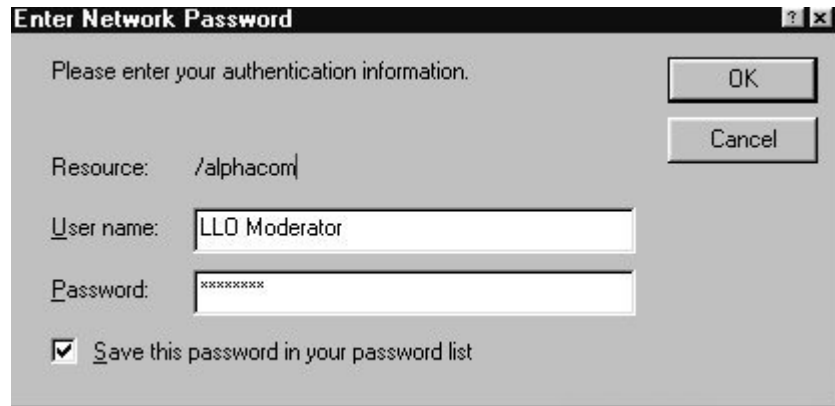 Enter Network Password
Please enter your authentication information.
OK
Cancel
Resource: /alphacom
User name: LLO Moderator
Password: ********
Save this password in your password list